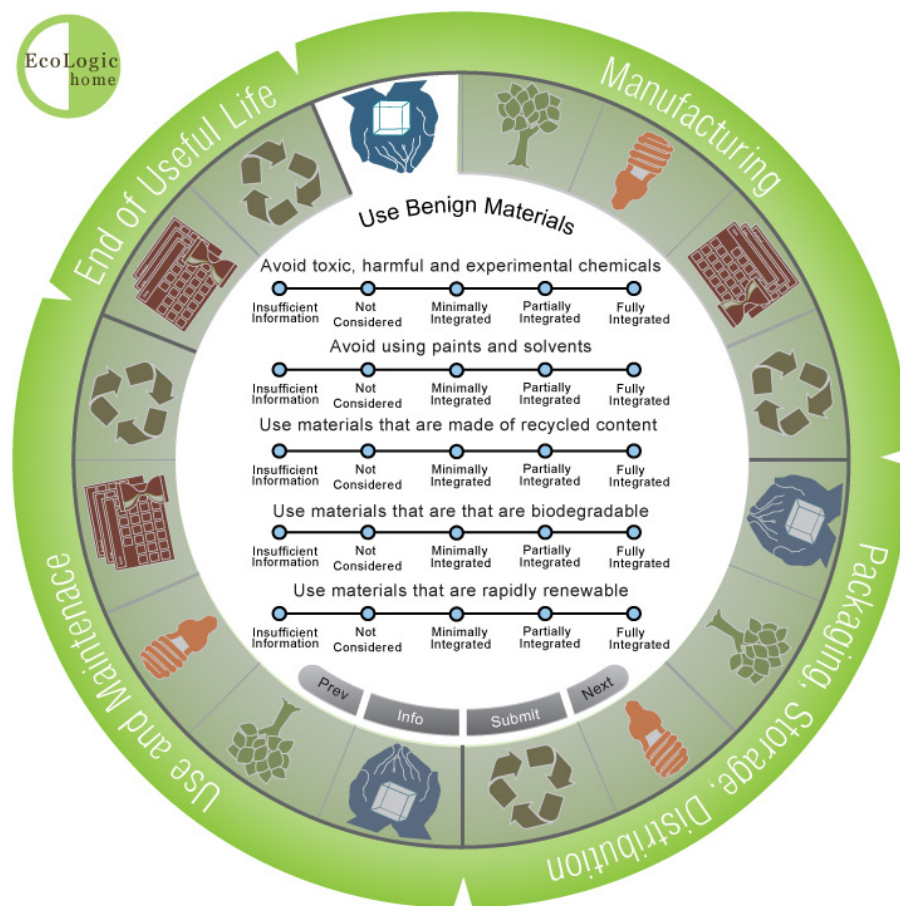 EcoLogic
home
Manufacturing
Packaging, Storage, Distribution
Use and Maintenace
End of Useful Life
Use Benign Materials
Avoid toxic, harmful and experimental chemicals
Insufficient Information
Not Considered
Minimally Integrated
Partially Integrated
Fully Integrated
Avoid using paints and solvents
Insufficient Information
Not Considered
Minimally Integrated
Partially Integrated
Fully Integrated
Use materials that are made of recycled content
Insufficient Information
Not Considered
Minimally Integrated
Partially Integrated
Fully Integrated
Use materials that are that are biodegradable
Insufficient Information
Not Considered
Minimally Integrated
Partially Integrated
Fully Integrated
Use materials that are rapidly renewable
Insufficient Information
Not Considered
Minimally Integrated
Partially Integrated
Fully Integrated
Prev
Info
Submit
Next